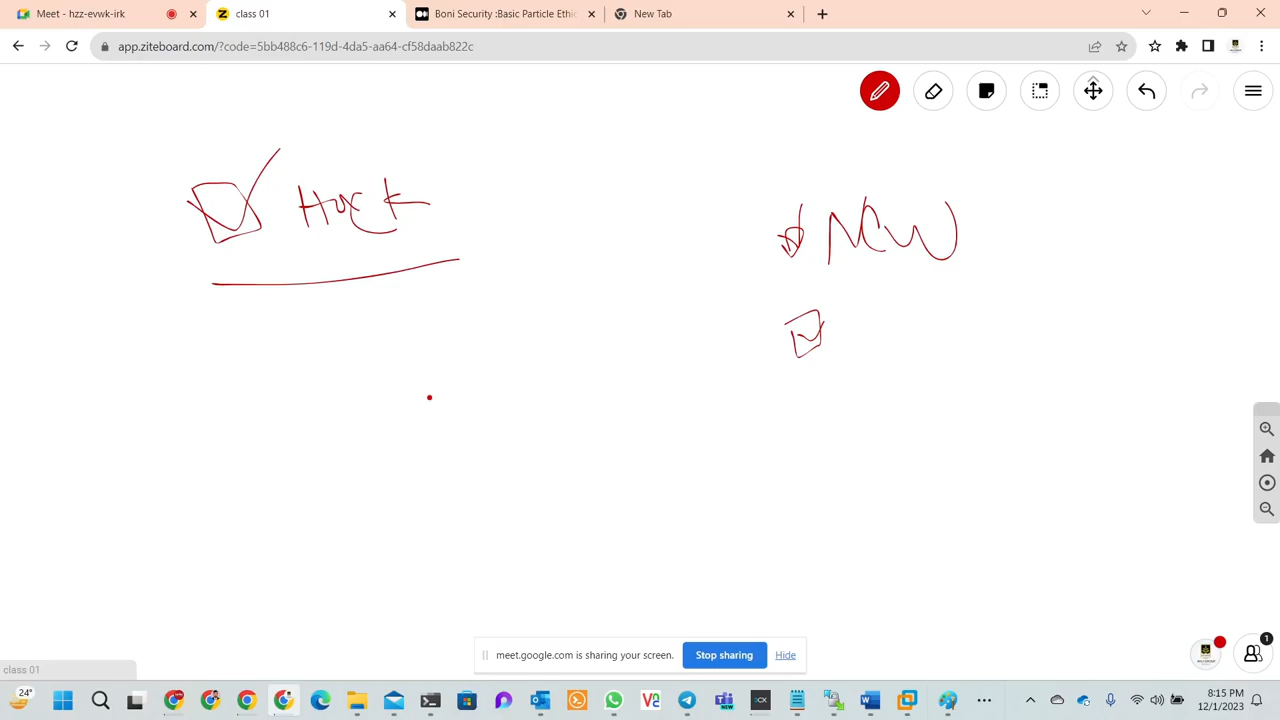 Meet - hzz-evwk-irk
class 01
Boni Security :Basic Particle Ethic
New Tab
app.ziteboard.com/?code=5bb488c6-119d-4da5-aa64-cf58daab822c
Hack
New
meet.google.com is sharing your screen.
Stop sharing
Hide
1
class 01
24°
8:15 PM
12/1/2023